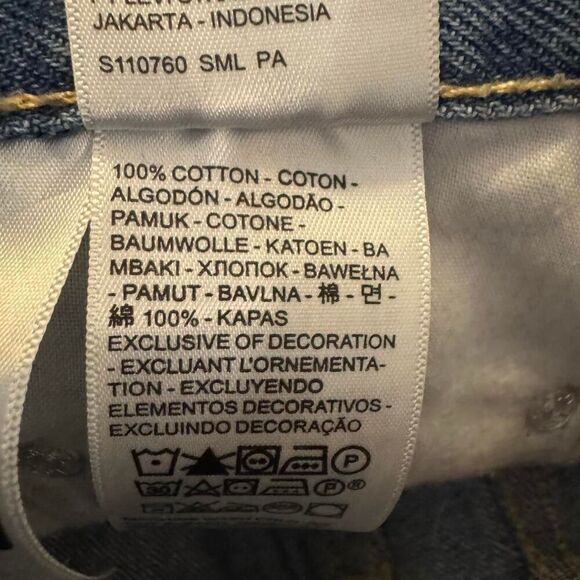 JAKARTA - INDONESIA
S110760 SML PA
100% COTTON - COTON -
ALGODÓN - ALGODÃO -
PAMUK - COTONE -
BAUMWOLLE - KATOEN - BA
MBAKI - ХЛОПОК - BAWEŁNA
- PAMUT - BAVLNA - 棉 - 면 -
綿 100% - KAPAS
EXCLUSIVE OF DECORATION
- EXCLUANT L'ORNEMENTA-
TION - EXCLUYENDO
ELEMENTOS DECORATIVOS -
EXCLUINDO DECORAÇÃO
P
30 P®